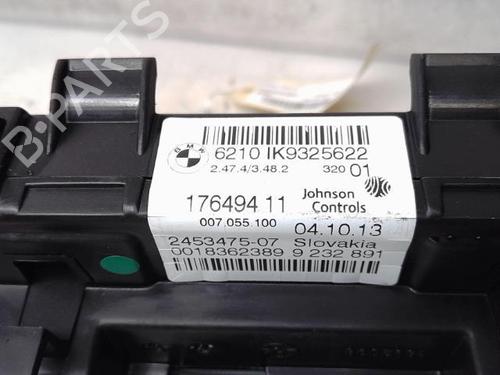 B-PARTS
BMW
6210 IK9325622
2.47.4/3.48.2 320 01
176494 11 Johnson Controls
007.055.100 04.10.13
2453475-07 Slovakia
0018362389 9 232 891